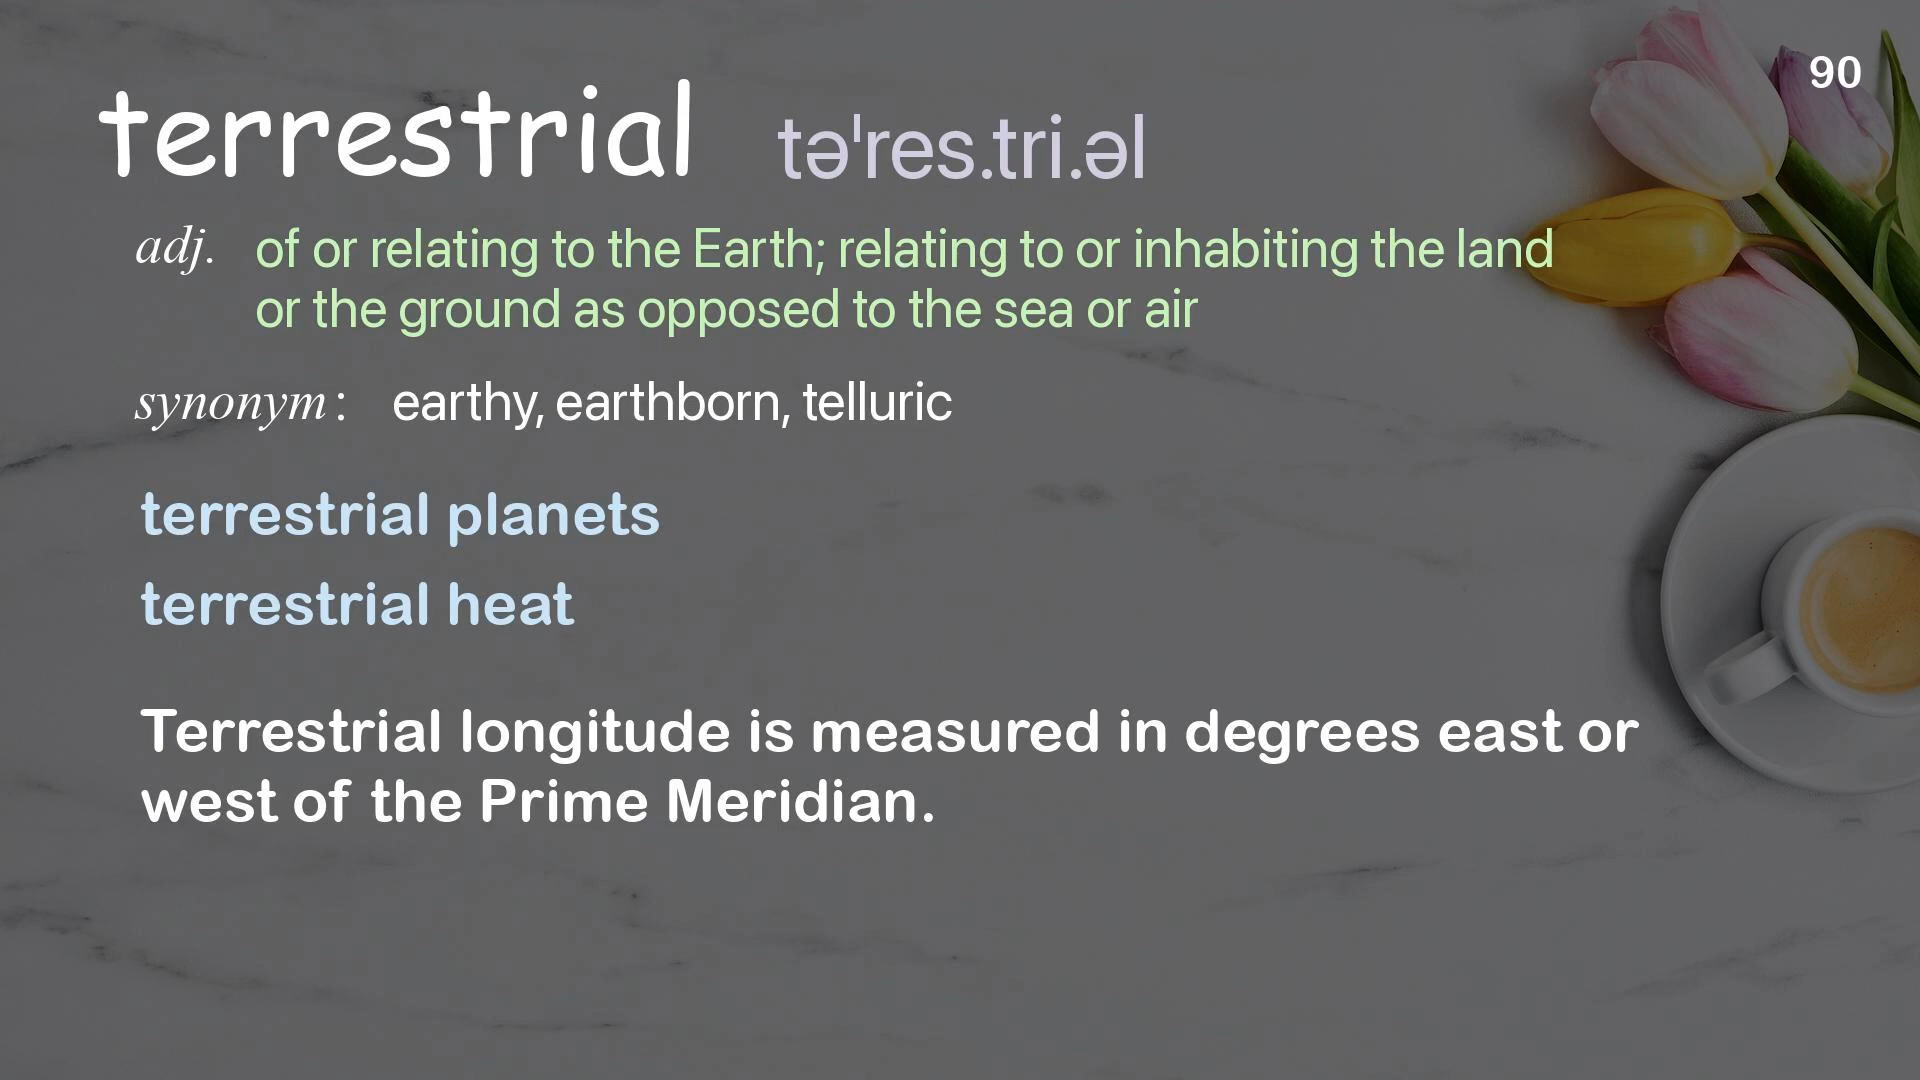 90
terrestrial təˈres.tri.əl
adj. of or relating to the Earth; relating to or inhabiting the land
or the ground as opposed to the sea or air
synonym: earthy, earthborn, telluric
terrestrial planets
terrestrial heat
Terrestrial longitude is measured in degrees east or
west of the Prime Meridian.